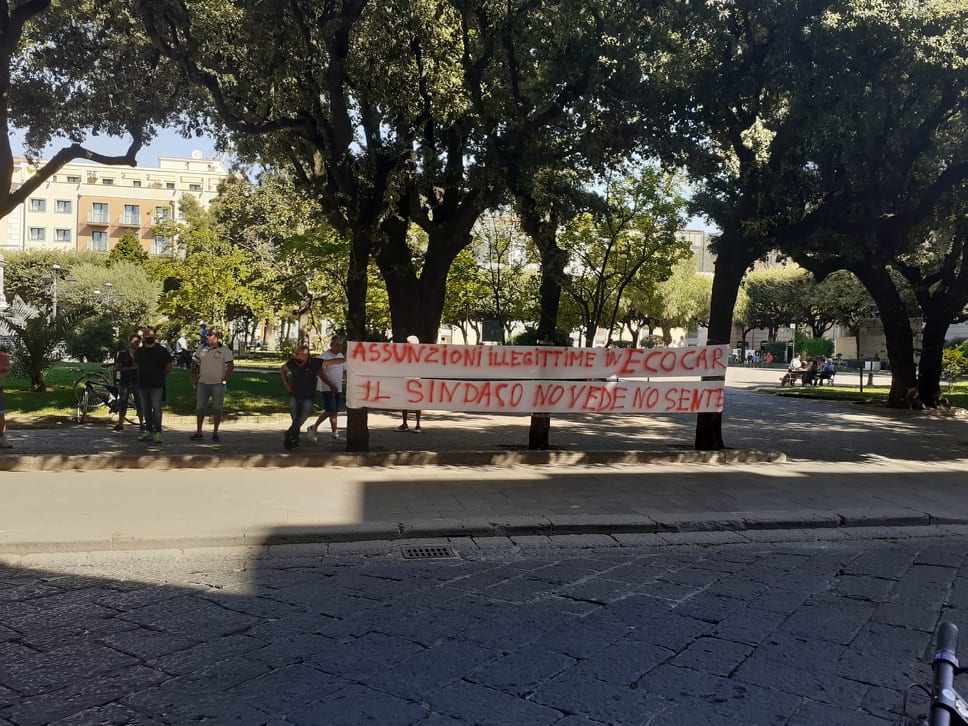 ASSUNZIONI ILLEGITTIME IN ECOCAR
IL SINDACO NO VEDE NO SENTE